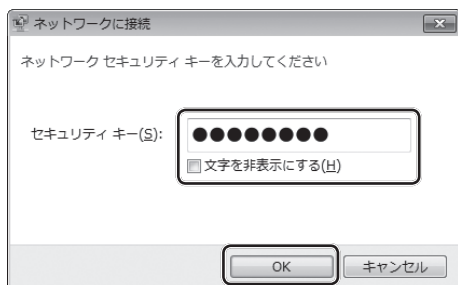 ネットワークに接続
ネットワーク セキュリティ キーを入力してください
セキュリティ キー(S): ●●●●●●●●
文字を非表示にする(H)
OK キャンセル